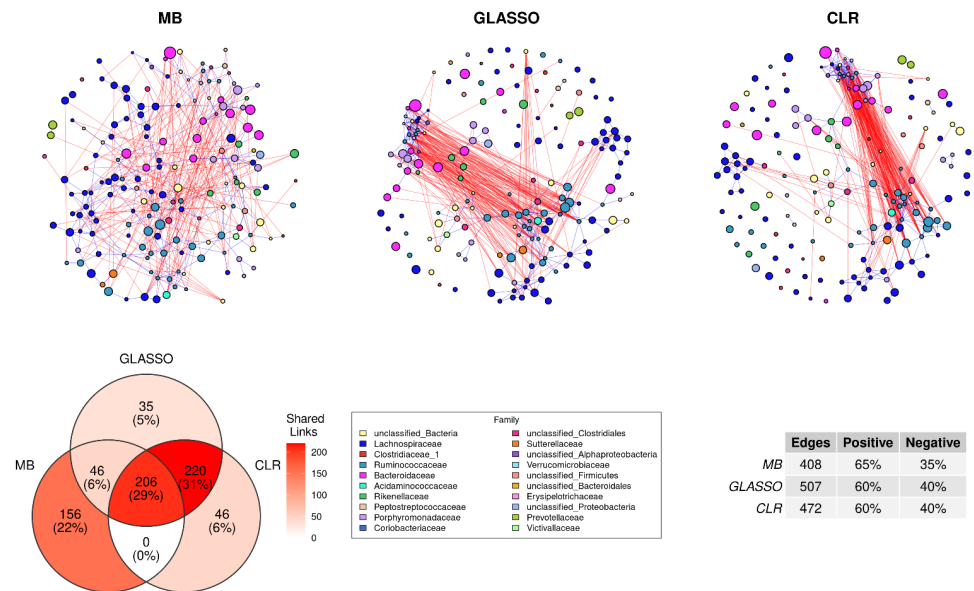 MB
GLASSO
CLR
GLASSO
MB
CLR
35
(5%)
46
(6%)
220
(31%)
206
(29%)
156
(22%)
46
(6%)
0
(0%)
Shared
Links
200
150
100
50
0
Family
unclassified_Bacteria
Lachnospiraceae
Clostridiaceae_1
Ruminococcaceae
Bacteroidaceae
Acidaminococcaceae
Rikenellaceae
Peptostreptococcaceae
Porphyromonadaceae
Coriobacteriaceae
unclassified_Clostridiales
Sutterellaceae
unclassified_Alphaproteobacteria
Verrucomicrobiaceae
unclassified_Firmicutes
unclassified_Bacteroidales
Erysipelotrichaceae
unclassified_Proteobacteria
Prevotellaceae
Victivallaceae
Edges Positive Negative
MB 408 65% 35%
GLASSO 507 60% 40%
CLR 472 60% 40%